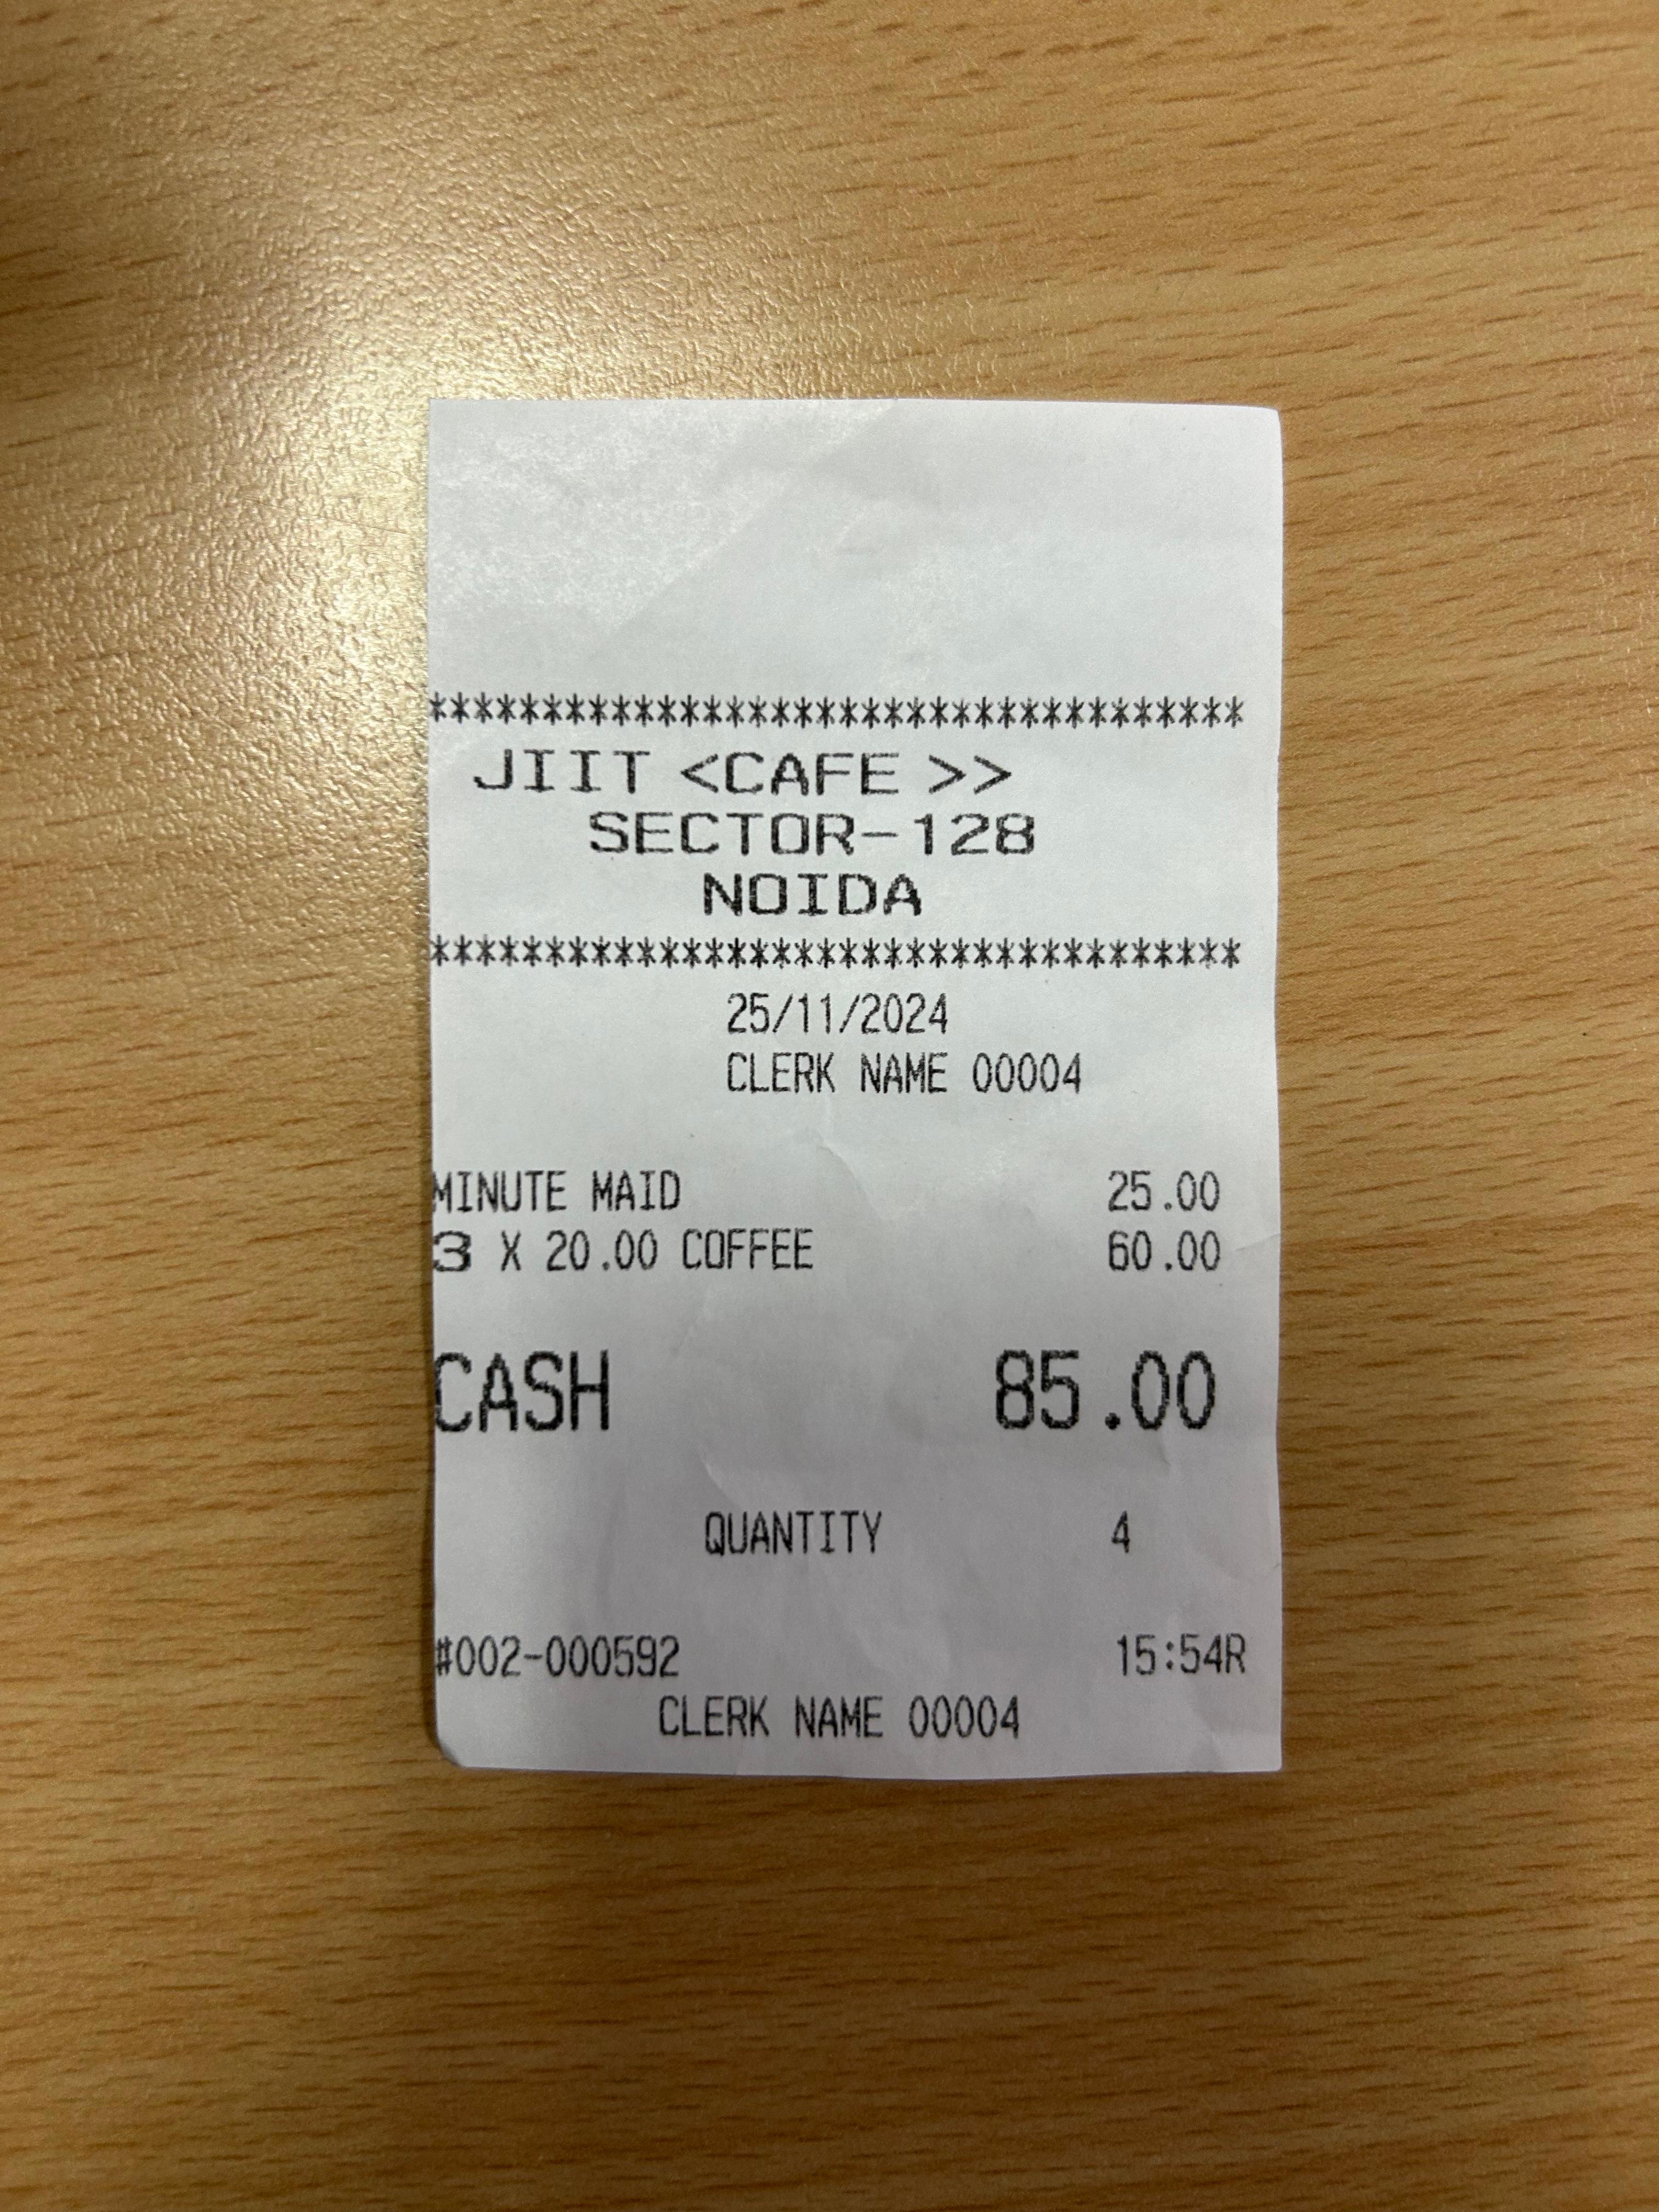 ***********************************
JIIT <CAFE >>
SECTOR-128
NOIDA
***********************************
25/11/2024
CLERK NAME 00004
MINUTE MAID 25.00
3 X 20.00 COFFEE 60.00
CASH 85.00
QUANTITY 4
#002-000592 15:54R
CLERK NAME 00004